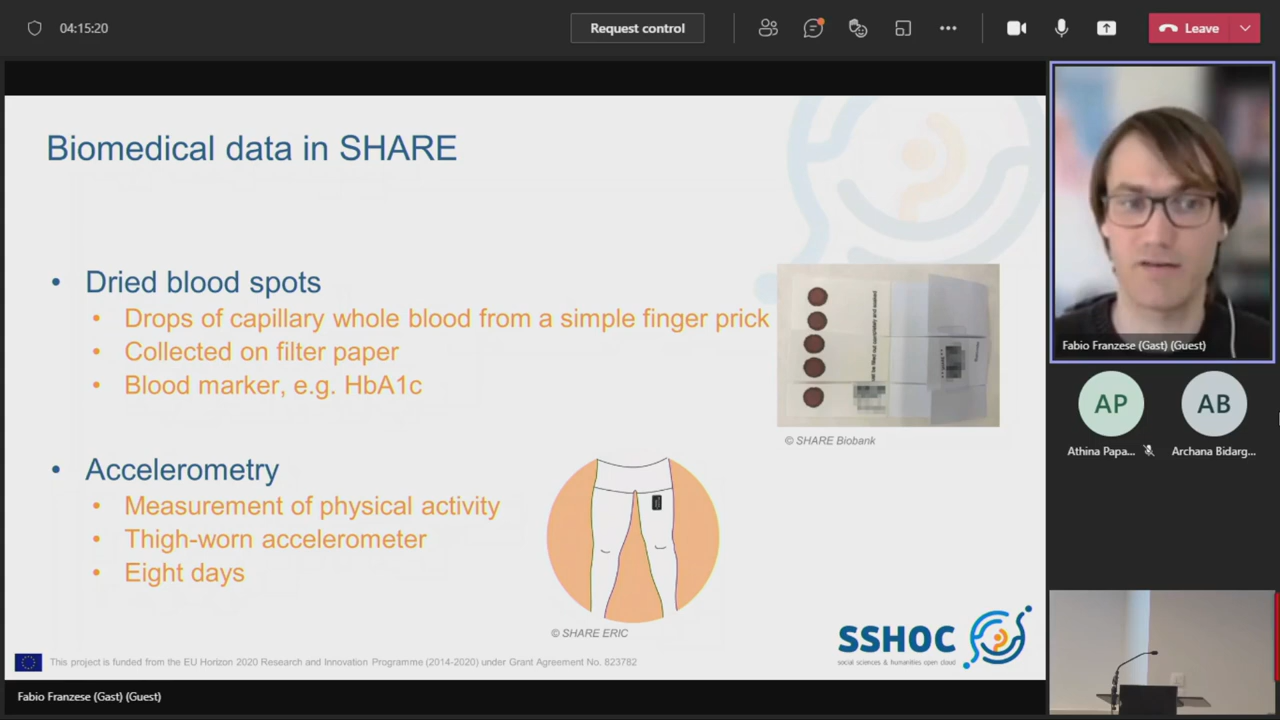 04:15:20
Request control
Leave
Biomedical data in SHARE
• Dried blood spots
• Drops of capillary whole blood from a simple finger prick
• Collected on filter paper
• Blood marker, e.g. HbA1c
© SHARE Biobank
• Accelerometry
• Measurement of physical activity
• Thigh-worn accelerometer
• Eight days
© SHARE ERIC
SSHOC
social sciences & humanities open cloud
This project is funded from the EU Horizon 2020 Research and Innovation Programme (2014-2020) under Grant Agreement No. 823782
Fabio Franzese (Gast) (Guest)
Fabio Franzese (Gast) (Guest)
AP
AB
Athina Papa...
Archana Bidarg...